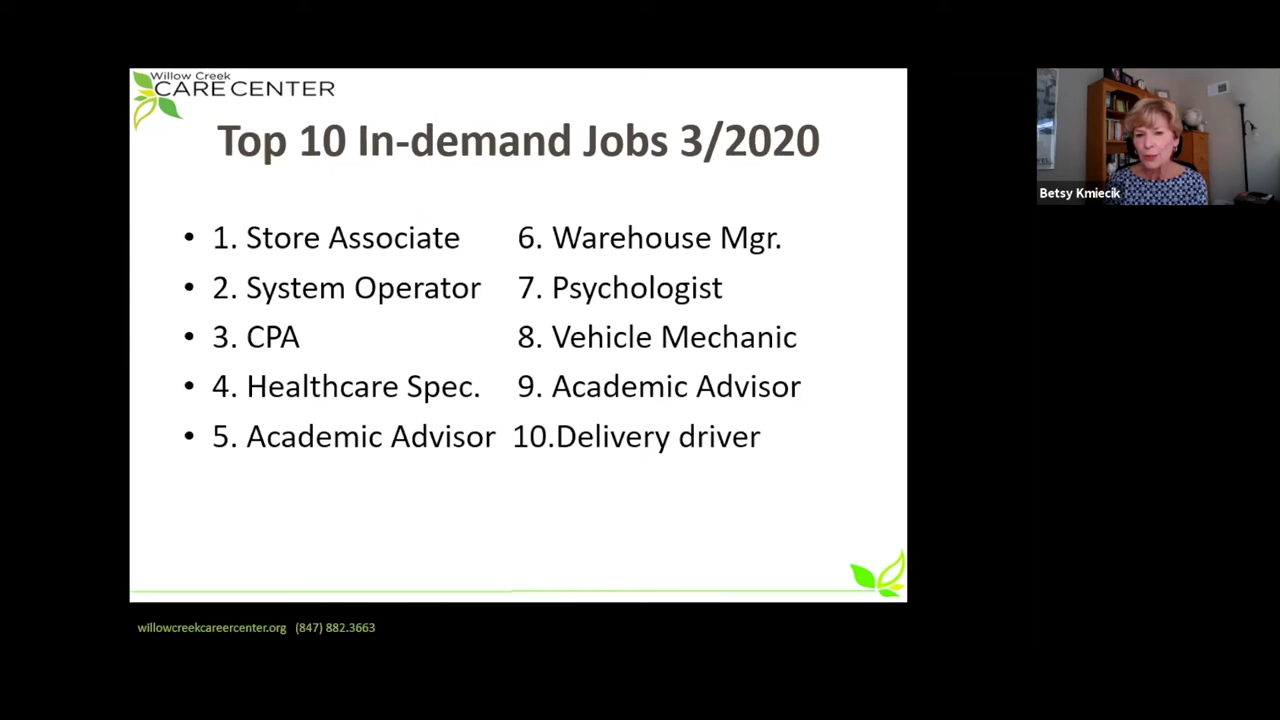 Willow Creek
CARE CENTER
Top 10 In-demand Jobs 3/2020
• 1. Store Associate 6. Warehouse Mgr.
• 2. System Operator 7. Psychologist
• 3. CPA 8. Vehicle Mechanic
• 4. Healthcare Spec. 9. Academic Advisor
• 5. Academic Advisor 10.Delivery driver
Betsy Kmiecik
willowcreekcareercenter.org (847) 882.3663